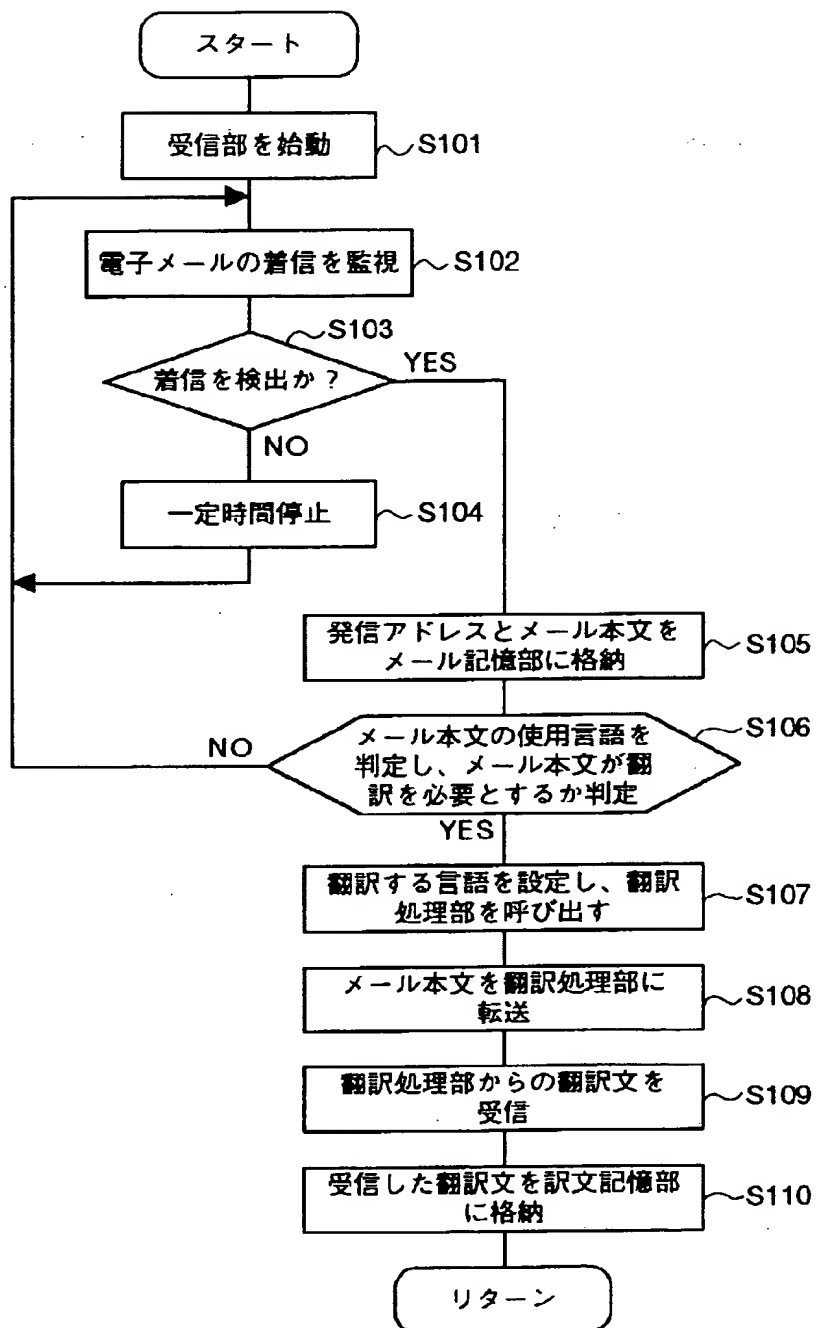 スタート
受信部を始動
S101
電子メールの着信を監視
S102
S103
着信を検出か？
YES
NO
一定時間停止
S104
発信アドレスとメール本文を
メール記憶部に格納
S105
S106
メール本文の使用言語を
判定し、メール本文が翻
訳を必要とするか判定
NO
YES
翻訳する言語を設定し、翻訳
処理部を呼び出す
S107
メール本文を翻訳処理部に
転送
S108
翻訳処理部からの翻訳文を
受信
S109
受信した翻訳文を訳文記憶部
に格納
S110
リターン